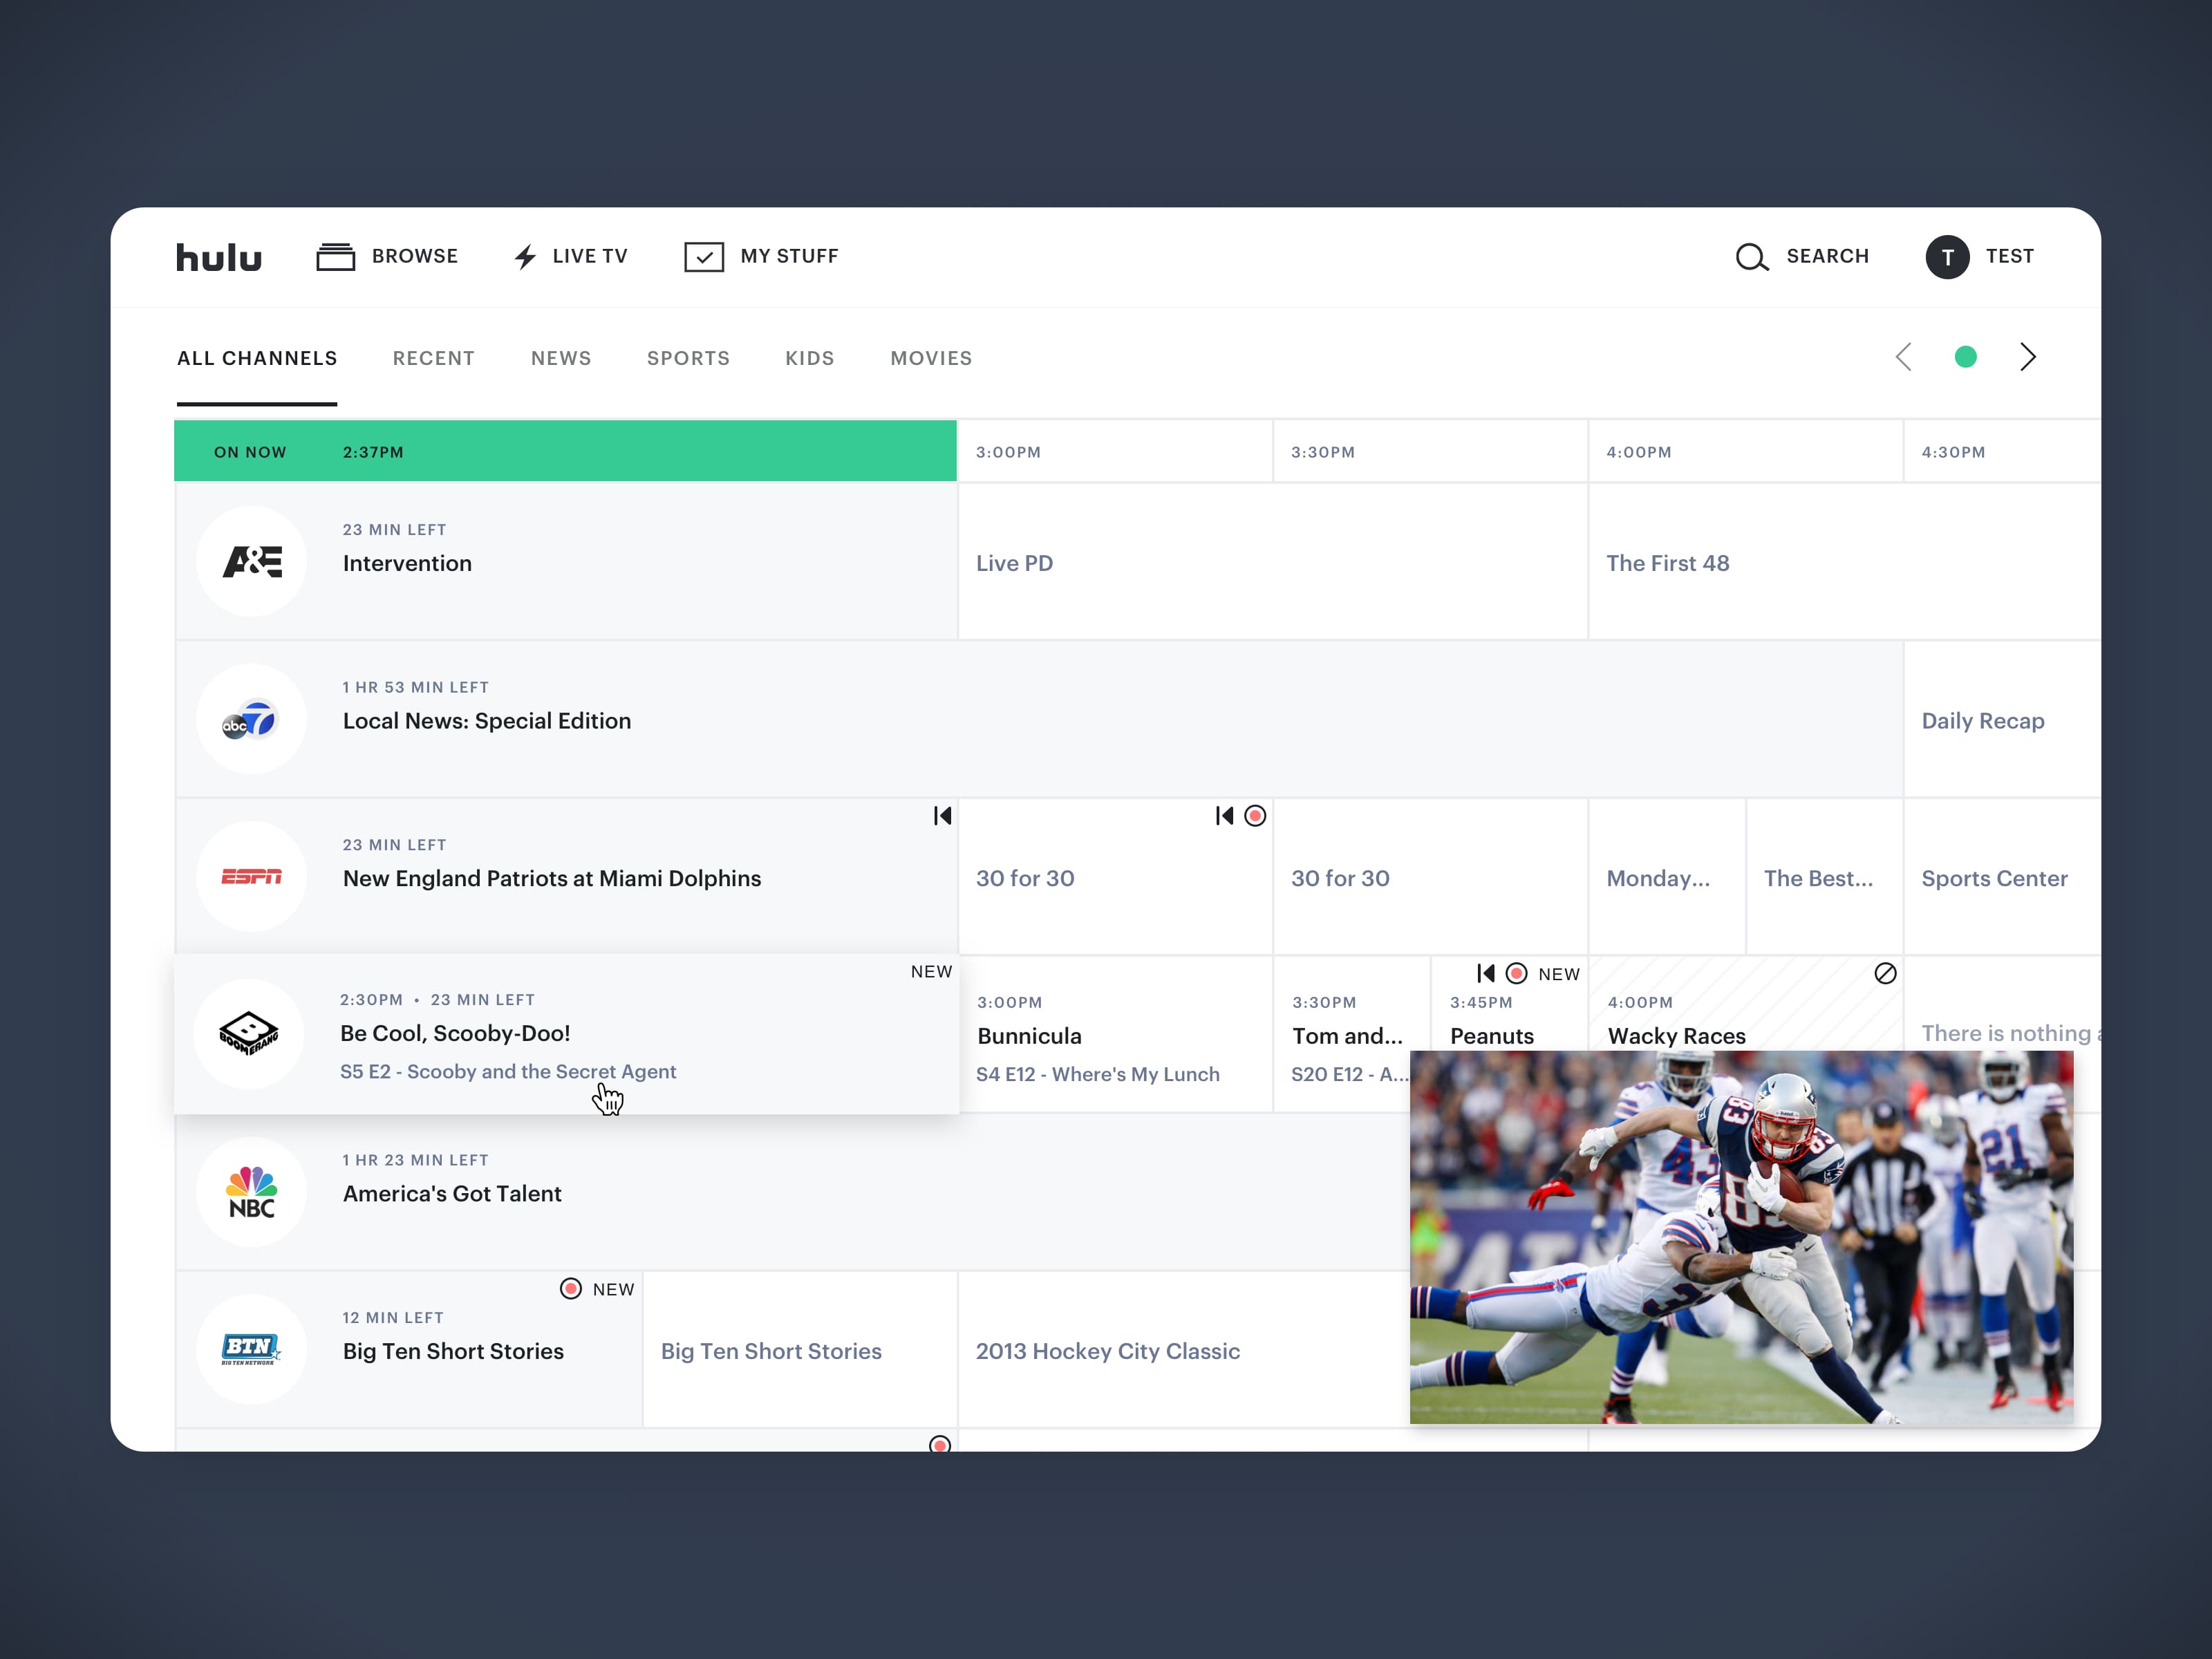 hulu BROWSE LIVE TV MY STUFF SEARCH T TEST
ALL CHANNELS RECENT NEWS SPORTS KIDS MOVIES
ON NOW 2:37PM 3:00PM 3:30PM 4:00PM 4:30PM
23 MIN LEFT
A&E Intervention Live PD The First 48
1 HR 53 MIN LEFT
abc 7 Local News: Special Edition Daily Recap
23 MIN LEFT
ESPN New England Patriots at Miami Dolphins 30 for 30 30 for 30 Monday... The Best... Sports Center
NEW NEW
2:30PM • 23 MIN LEFT 3:00PM 3:30PM 3:45PM 4:00PM
BOOMERANG Be Cool, Scooby-Doo! Bunnicula Tom and... Peanuts Wacky Races There is nothing
S5 E2 - Scooby and the Secret Agent S4 E12 - Where's My Lunch S20 E12 - A...
1 HR 23 MIN LEFT
NBC America's Got Talent
NEW
12 MIN LEFT
BTN Big Ten Short Stories Big Ten Short Stories 2013 Hockey City Classic
BIG TEN NETWORK
83
43
21